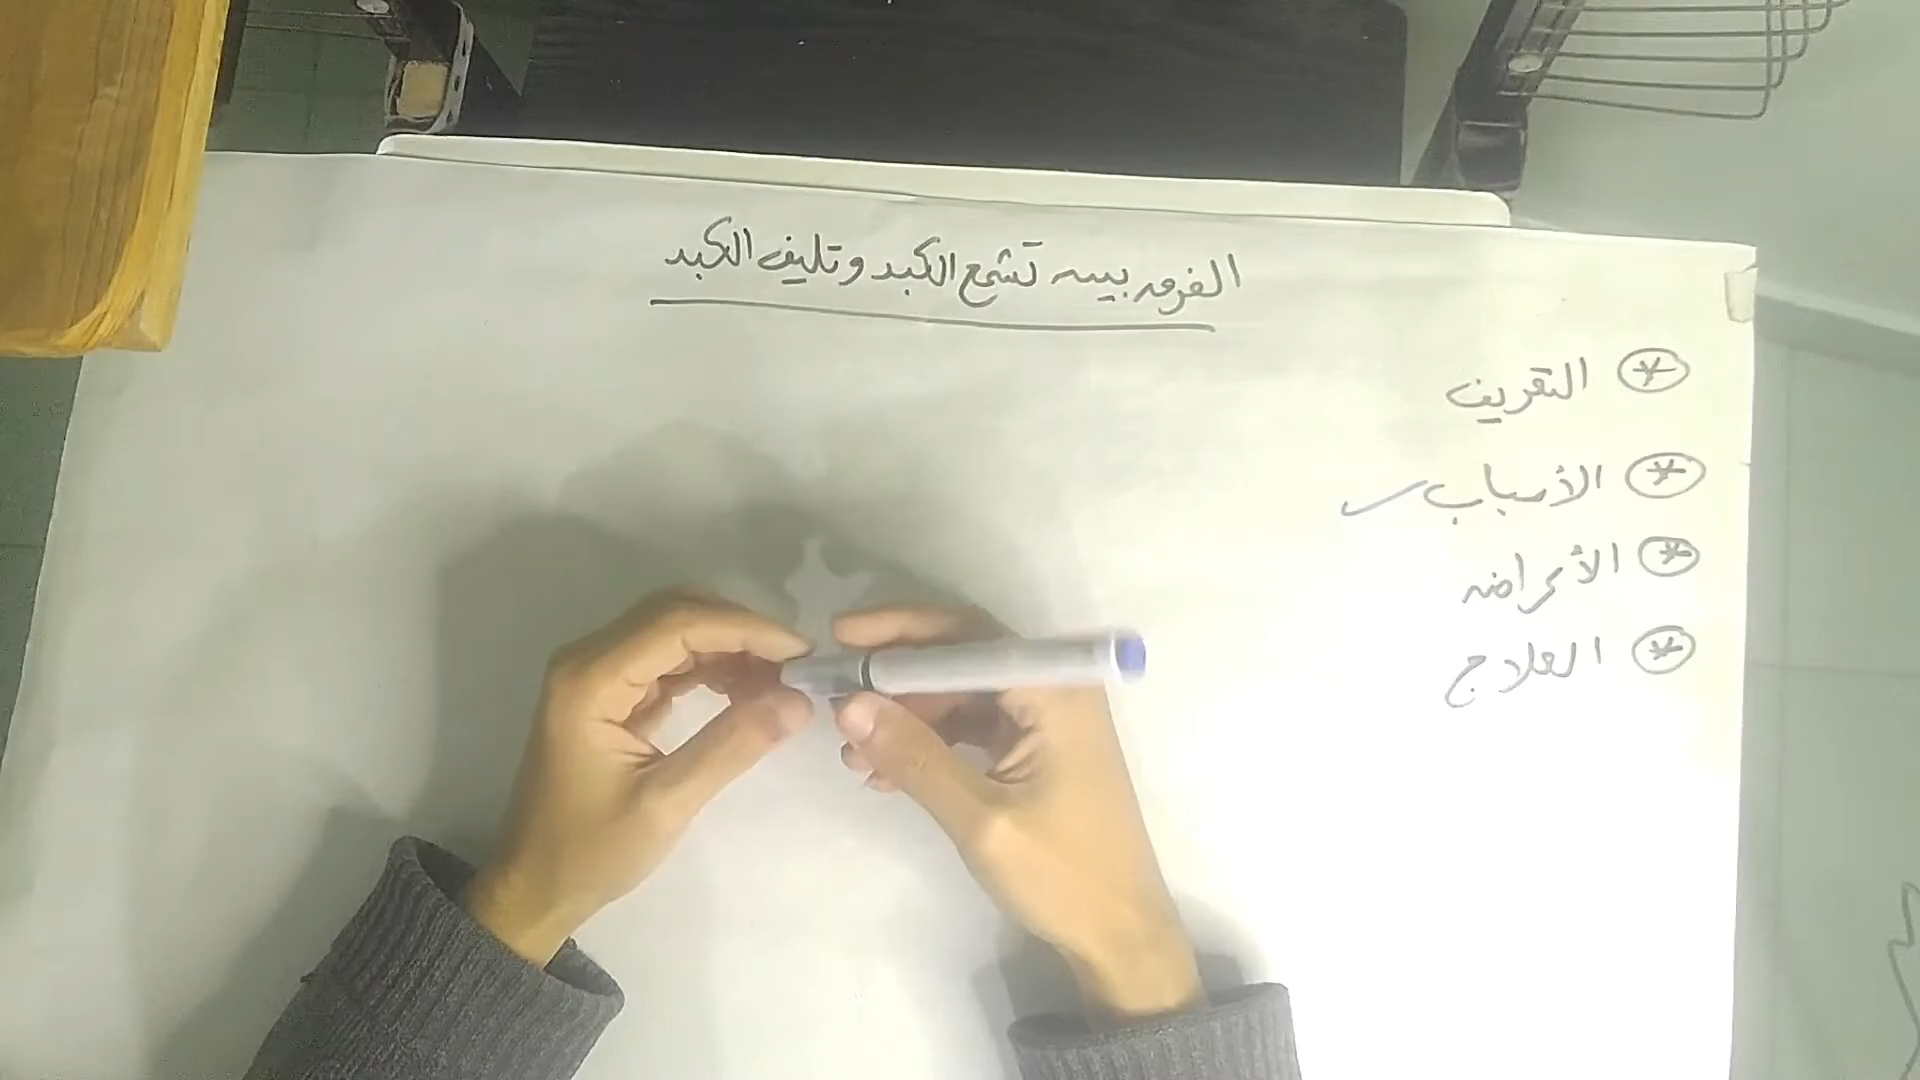 الفرق بين تشمع الكبد وتليف الكبد
التعريف
الأسباب
الأعراض
العلاج